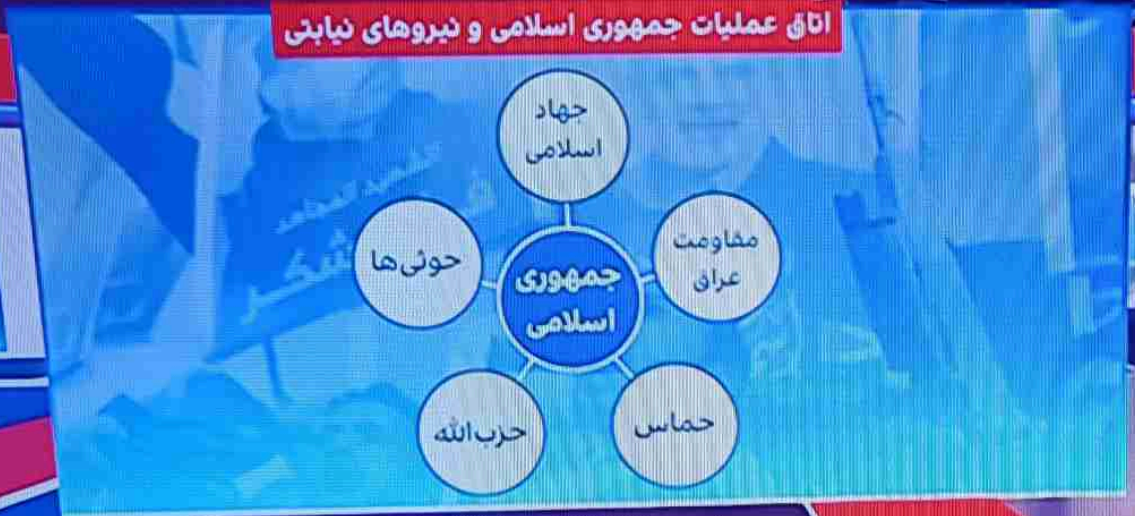 اتاق عملیات جمهوری اسلامی و نیروهای نیابتی
جهاد
اسلامی
مقاومت
عراق
حوثی‌ها
جمهوری
اسلامی
حماس
حزب‌الله